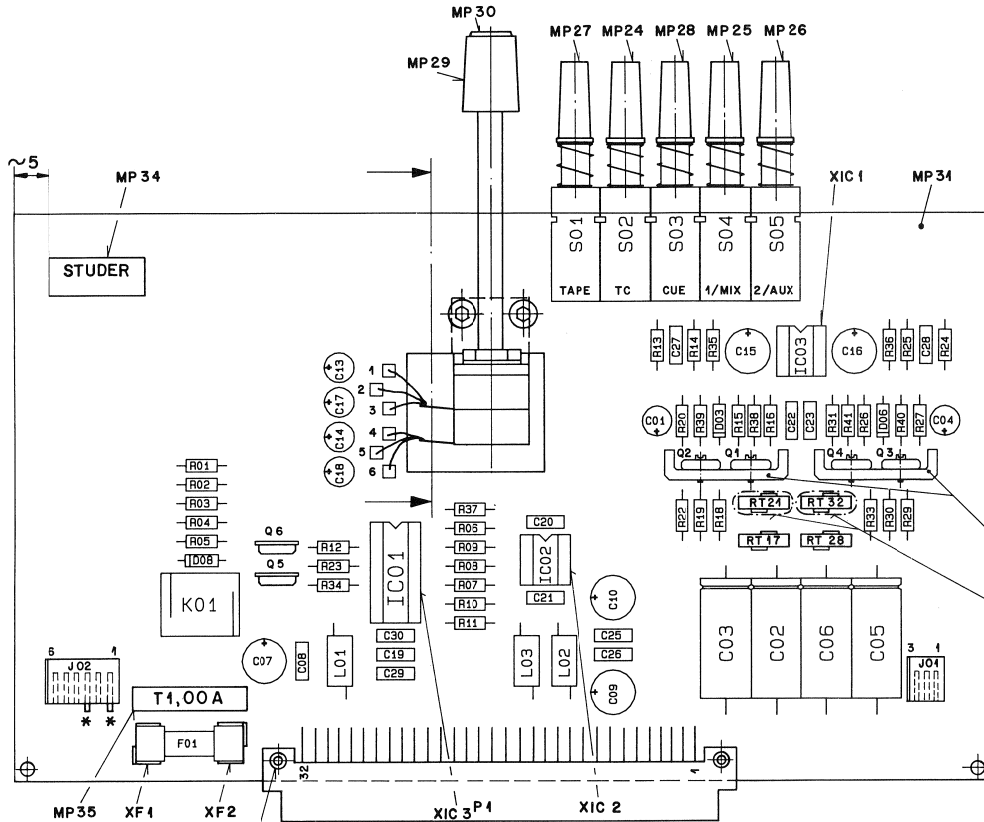 MP30
MP29
MP27 MP24 MP28 MP25 MP26
~5
MP34
XIC1
MP31
STUDER
S01 S02 S03 S04 S05
TAPE TC CUE 1/MIX 2/AUX
R13 C27 R14 R35 C15 IC03 C16 R36 R25 C28 R24
C13 1
2
C17 3
C14 4
5
C18 6
C01 R20 R39 D03 R15 R38 R16 C22 C23 R31 R41 R26 D06 R40 R27 C04
Q2 Q1 Q4 Q3
R01
R02
R03
R04
R05
D08
R22 R19 R18 RT21 RT32 R33 R30 R29
RT17 RT28
Q6
Q5
R12
R23
R34
IC01
R37
R06
R09
R08
R07
R10
R11
C20
IC02
C21
K01
C10
C03 C02 C06 C05
C07 C08 L01
C30
C19
C29
L03 L02
C25
C26
C09
6 1
J02
* *
3 1
J01
T1,00A
F01
32 1
MP35 XF1 XF2 XIC3 P1 XIC2